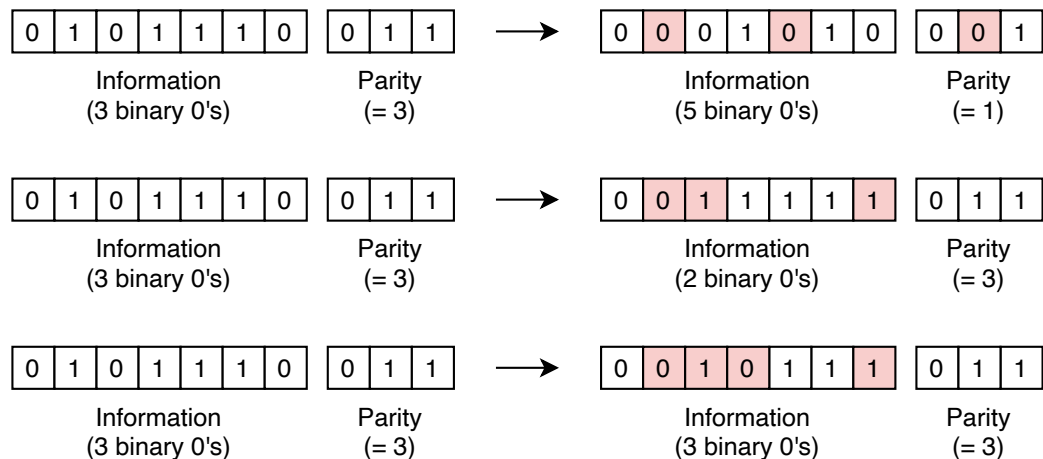 0 1 0 1 1 1 0 0 1 1 0 0 0 1 0 1 0 0 0 1
Information Parity Information Parity
(3 binary 0's) (= 3) (5 binary 0's) (= 1)
0 1 0 1 1 1 0 0 1 1 0 0 1 1 1 1 1 0 1 1
Information Parity Information Parity
(3 binary 0's) (= 3) (2 binary 0's) (= 3)
0 1 0 1 1 1 0 0 1 1 0 0 1 0 1 1 1 0 1 1
Information Parity Information Parity
(3 binary 0's) (= 3) (3 binary 0's) (= 3)